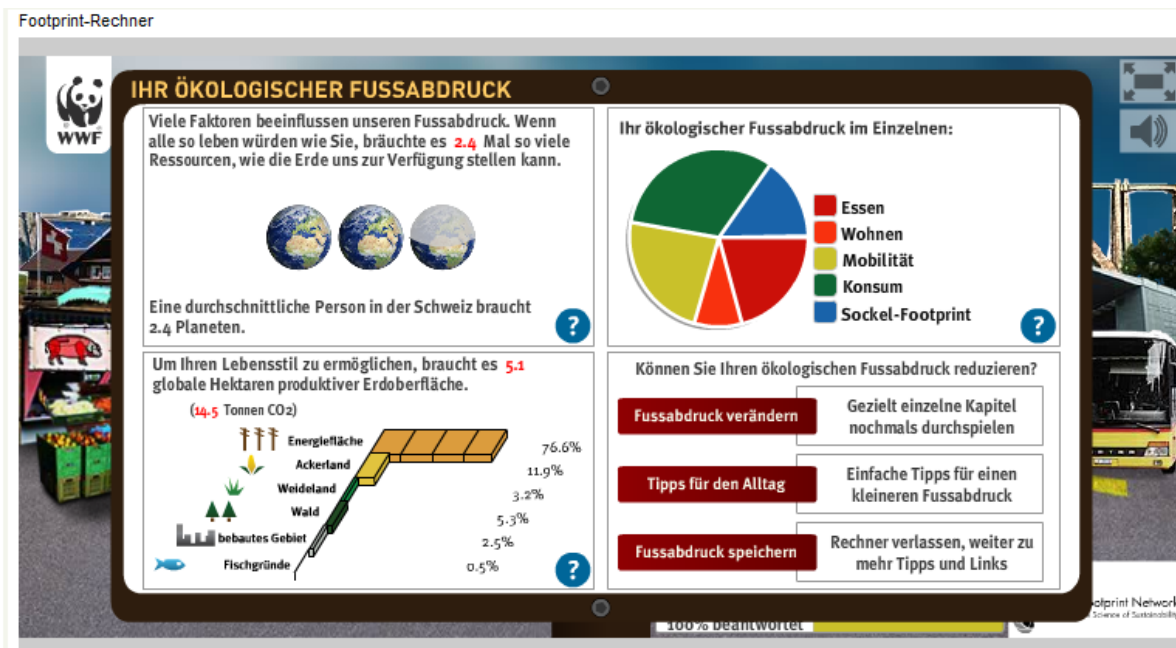 Footprint-Rechner
WWF
IHR ÖKOLOGISCHER FUSSABDRUCK
Viele Faktoren beeinflussen unseren Fussabdruck. Wenn
alle so leben würden wie Sie, bräuchte es 2.4 Mal so viele
Ressourcen, wie die Erde uns zur Verfügung stellen kann.
Eine durchschnittliche Person in der Schweiz braucht
2.4 Planeten.
?
Ihr ökologischer Fussabdruck im Einzelnen:
Essen
Wohnen
Mobilität
Konsum
Sockel-Footprint
?
Um Ihren Lebensstil zu ermöglichen, braucht es 5.1
globale Hektaren produktiver Erdoberfläche.
(14.5 Tonnen CO2)
Energiefläche 76.6%
Ackerland 11.9%
Weideland 3.2%
Wald 5.3%
bebautes Gebiet 2.5%
Fischgründe 0.5%
?
Können Sie Ihren ökologischen Fussabdruck reduzieren?
Fussabdruck verändern
Gezielt einzelne Kapitel
nochmals durchspielen
Tipps für den Alltag
Einfache Tipps für einen
kleineren Fussabdruck
Fussabdruck speichern
Rechner verlassen, weiter zu
mehr Tipps und Links
otprint Network
Science of Sustainability
100% beantwortet